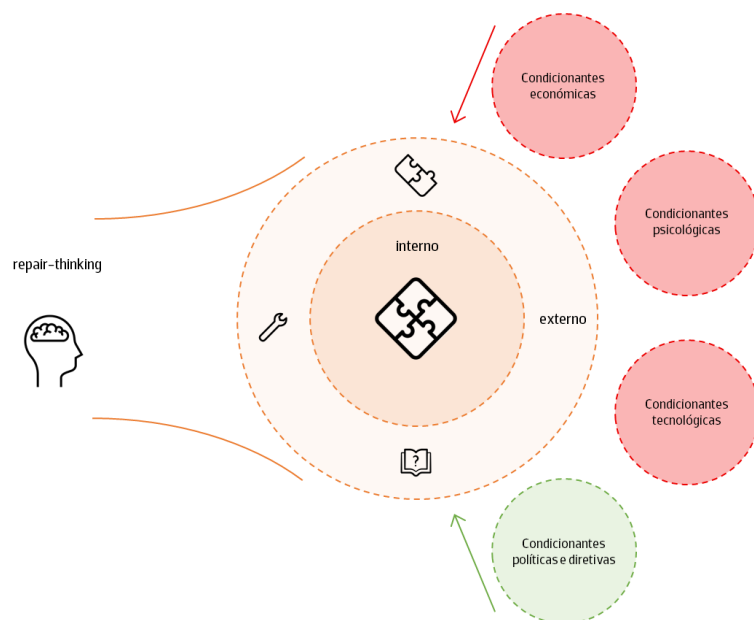 Condicionantes
económicas
Condicionantes
psicológicas
interno
repair-thinking
externo
Condicionantes
tecnológicas
?
Condicionantes
políticas e diretivas